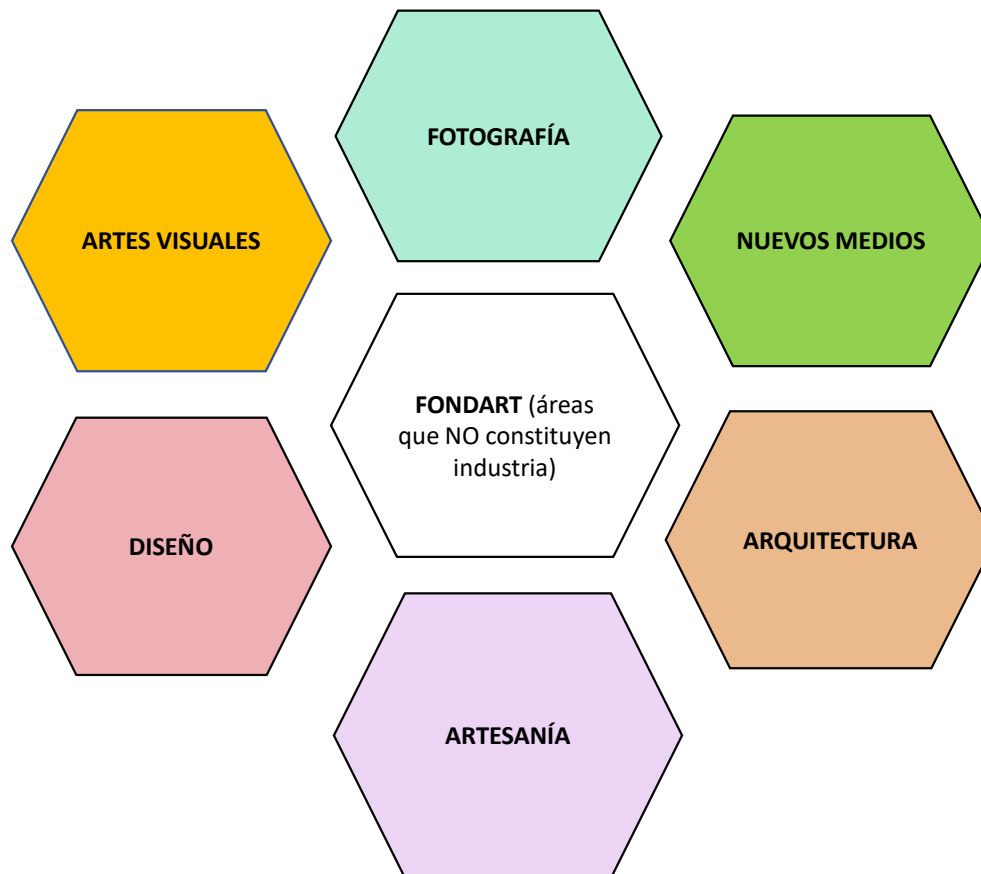 FOTOGRAFÍA
ARTES VISUALES
NUEVOS MEDIOS
FONDART (áreas
que NO constituyen
industria)
DISEÑO
ARQUITECTURA
ARTESANÍA